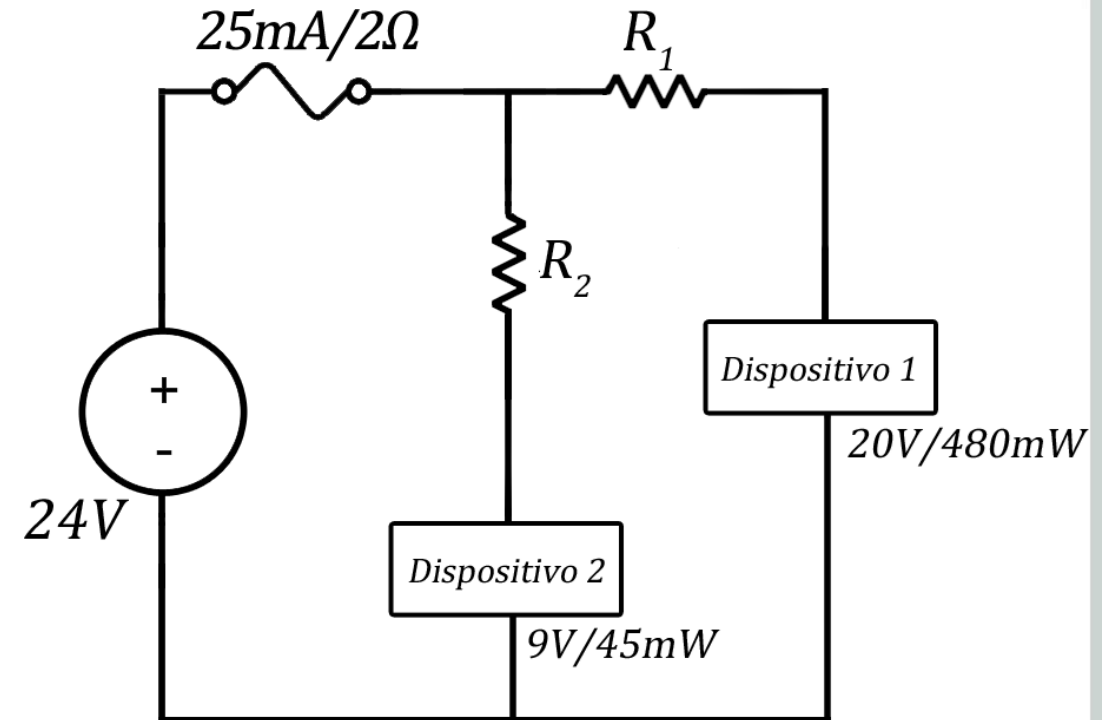 25mA/2Ω
R1
R2
+
-
24V
Dispositivo 1
20V/480mW
Dispositivo 2
9V/45mW